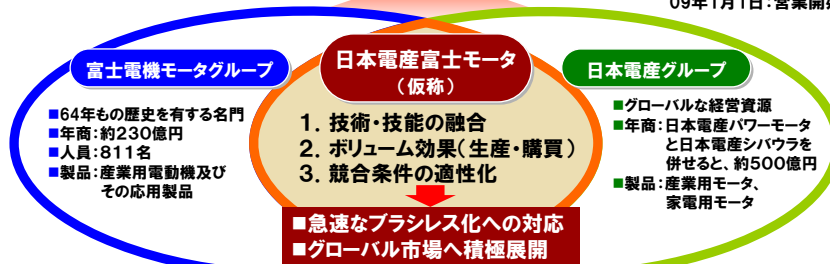 09年1月1日：営業開
富士電機モータグループ
■64年もの歴史を有する名門
■年商：約230億円
■人員：811名
■製品：産業用電動機及び
その応用製品
日本電産富士モータ
（仮称）
1．技術・技能の融合
2．ボリューム効果（生産・購買）
3．競合条件の適性化
■急速なブラシレス化への対応
■グローバル市場へ積極展開
日本電産グループ
■グローバルな経営資源
■年商：日本電産パワーモータ
と日本電産シバウラを
併せると、約500億円
■製品：産業用モータ、
家電用モータ